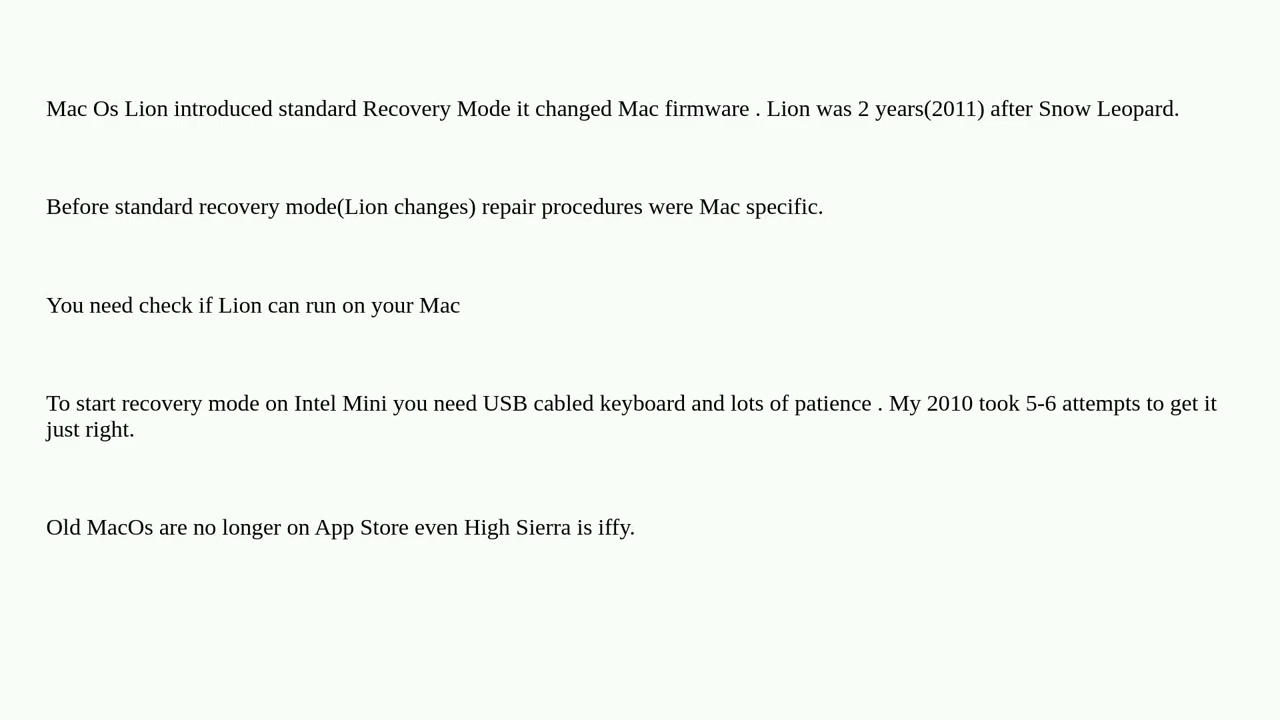 Mac Os Lion introduced standard Recovery Mode it changed Mac firmware . Lion was 2 years(2011) after Snow Leopard.
Before standard recovery mode(Lion changes) repair procedures were Mac specific.
You need check if Lion can run on your Mac
To start recovery mode on Intel Mini you need USB cabled keyboard and lots of patience . My 2010 took 5-6 attempts to get it
just right.
Old MacOs are no longer on App Store even High Sierra is iffy.